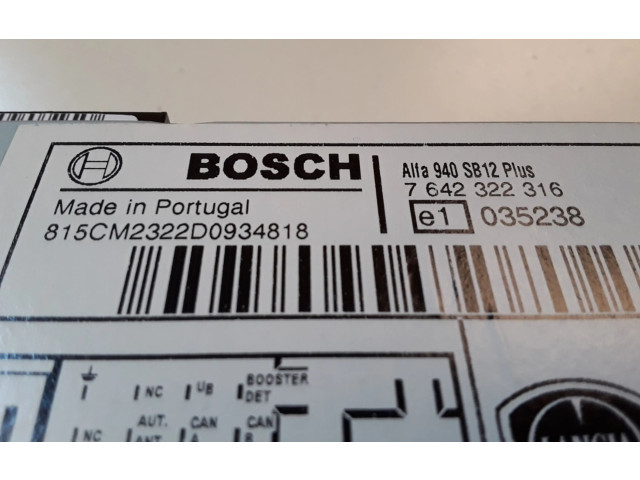 BOSCH
Alfa 940 SB12 Plus
7 642 322 316
e1 035238
Made in Portugal
815CM2322D0934818
NC
UB
BOOSTER DET
NC
AUT. ANT
CAN A
CAN B
LANCIA